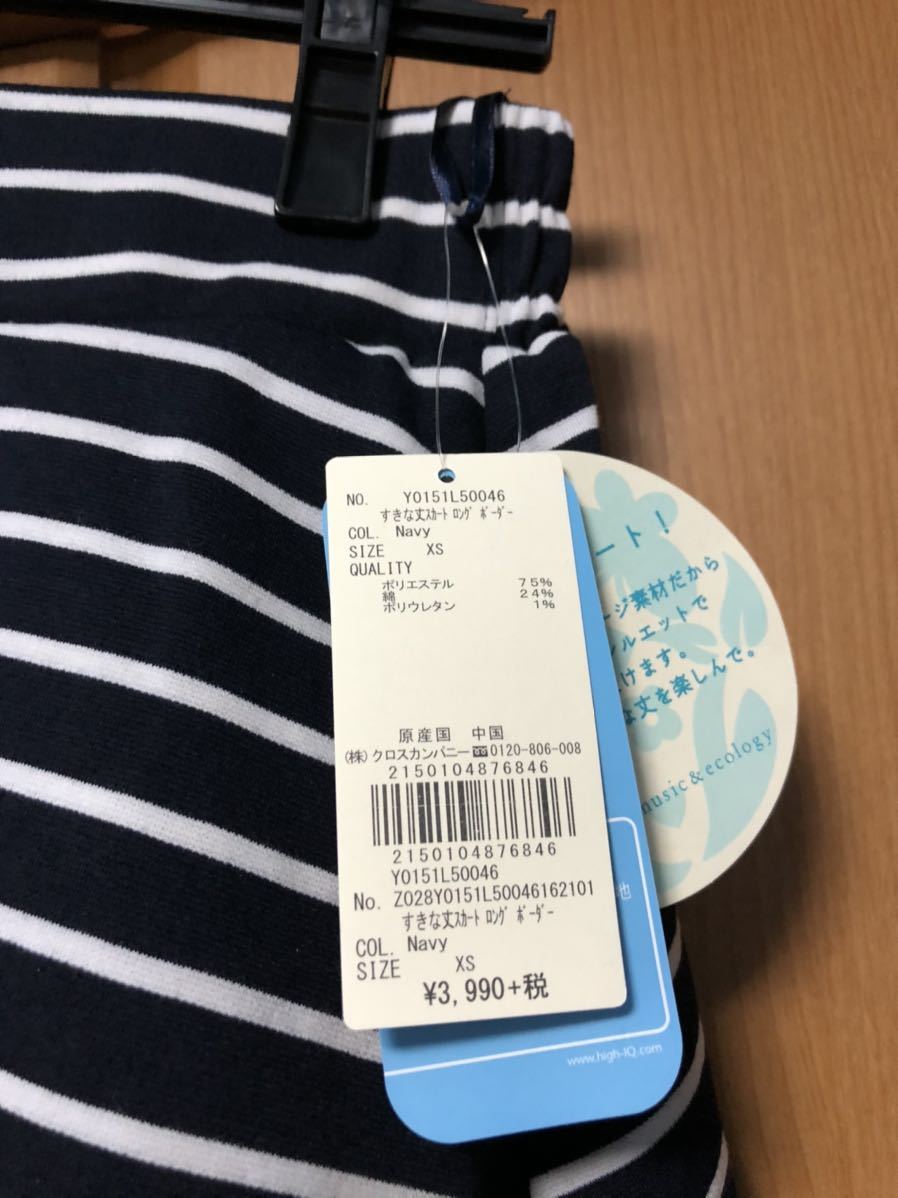 NO. Y0151L50046
すきな丈ｽｶｰﾄ ﾛﾝｸﾞ ﾎﾞｰﾀﾞｰ
COL. Navy
SIZE XS
QUALITY
ポリエステル 75%
綿 24%
ポリウレタン 1%
原産国 中国
(株)クロスカンパニー☎0120-806-008
2150104876846
2150104876846
Y0151L50046
No. Z028Y0151L50046162101
すきな丈ｽｶｰﾄ ﾛﾝｸﾞ ﾎﾞｰﾀﾞｰ
COL. Navy
SIZE XS
¥3,990+税
ート！
ジ素材だから
ルエットで
けます。
な丈を楽しんで。
music&ecology
地
www.high-IQ.com